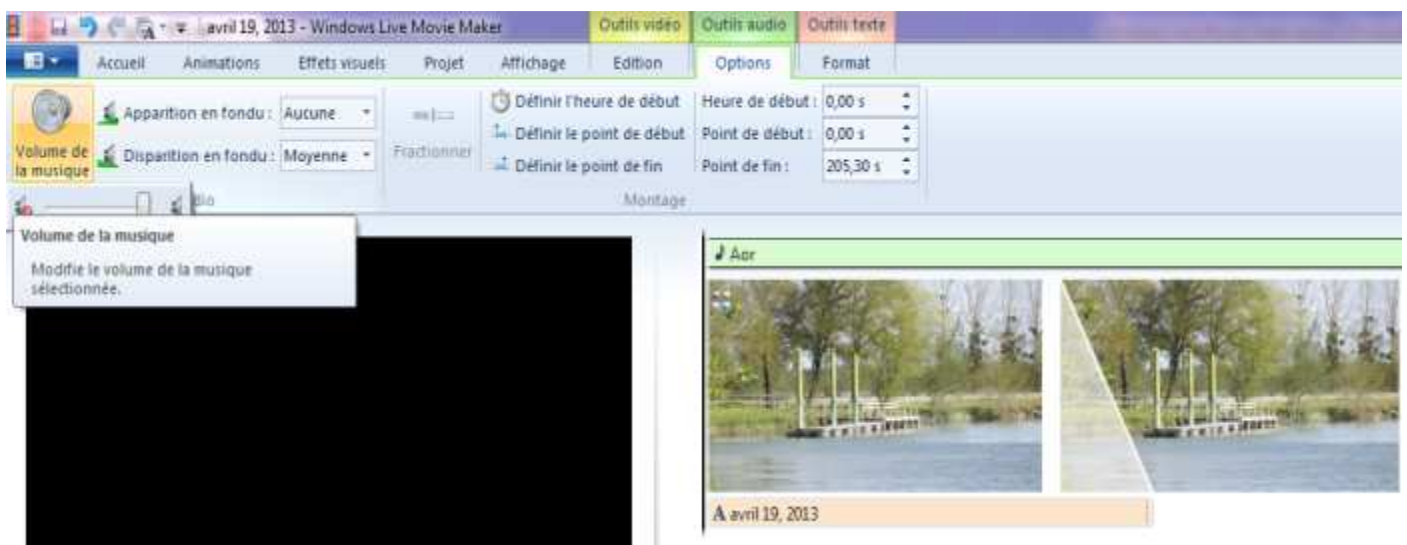 avril 19, 2013 - Windows Live Movie Maker
Outils vidéo
Outils audio
Outils texte
Accueil
Animations
Effets visuels
Projet
Affichage
Edition
Options
Format
Volume de
la musique
Apparition en fondu : Aucune
Disparition en fondu : Moyenne
Fractionner
Définir l'heure de début
Définir le point de début
Définir le point de fin
Heure de début : 0,00 s
Point de début : 0,00 s
Point de fin : 205,30 s
Montage
Volume de la musique
Modifie le volume de la musique
sélectionnée.
Aor
A avril 19, 2013